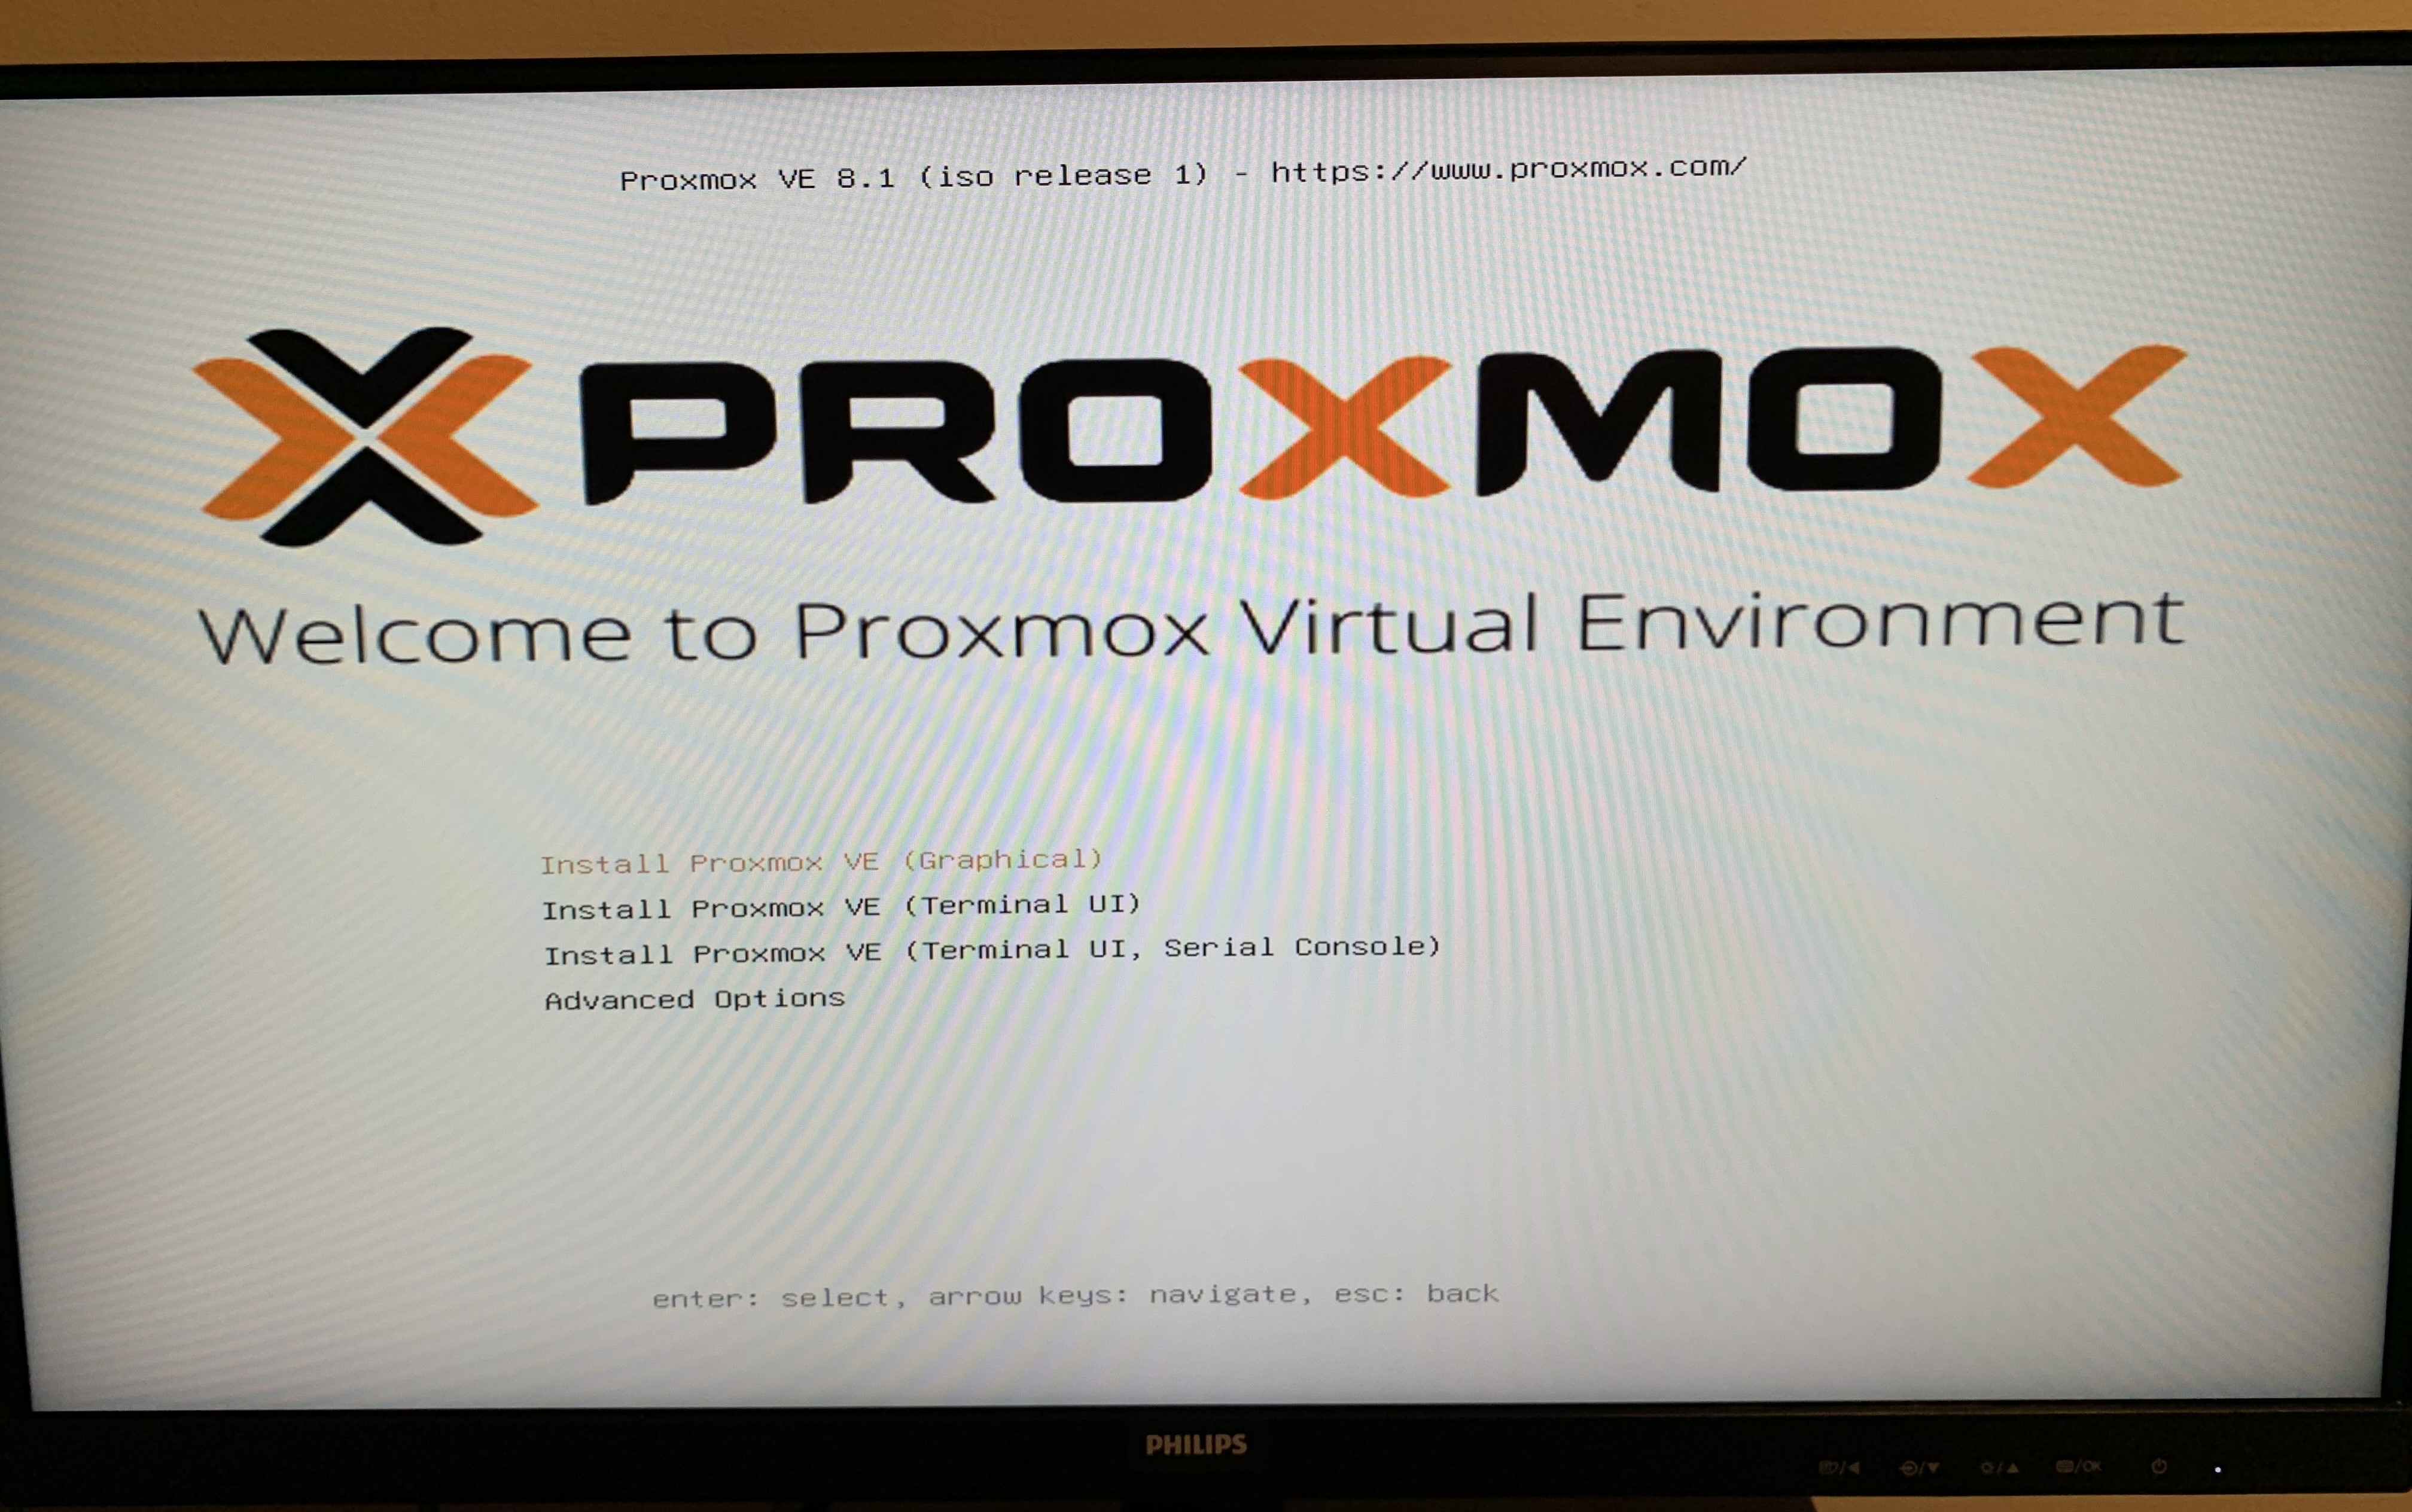 Proxmox VE 8.1 (iso release 1) - https://www.proxmox.com/
PROXMOX
Welcome to Proxmox Virtual Environment
Install Proxmox VE (Graphical)
Install Proxmox VE (Terminal UI)
Install Proxmox VE (Terminal UI, Serial Console)
Advanced Options
enter: select, arrow keys: navigate, esc: back
PHILIPS
/OK